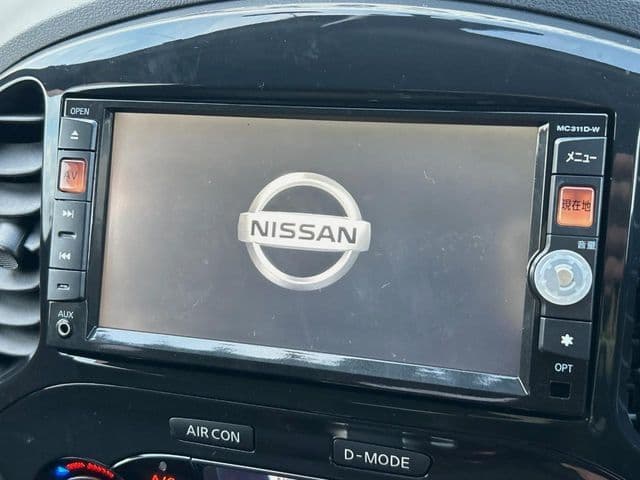 OPEN
MC311D-W
メニュー
AV
現在地
音量
NISSAN
AUX
OPT
AIR CON
D-MODE
A/C